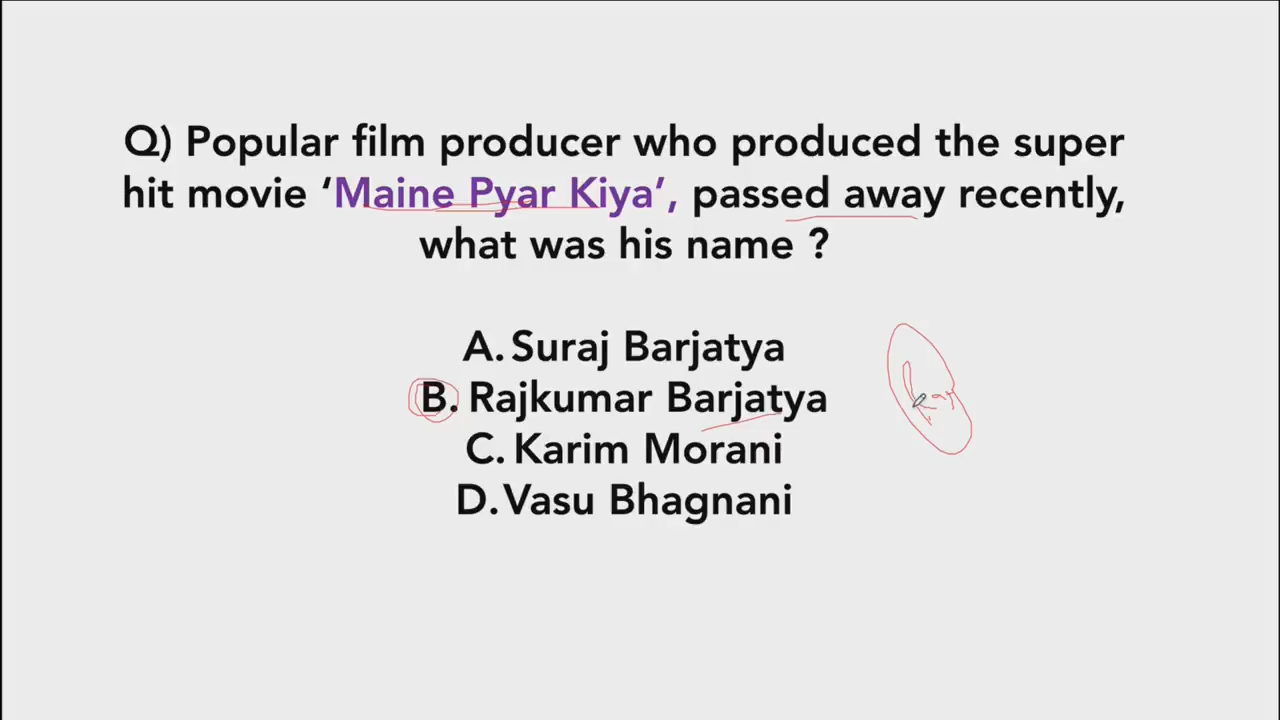 Q) Popular film producer who produced the super
hit movie ‘Maine Pyar Kiya’, passed away recently,
what was his name ?
A. Suraj Barjatya
B. Rajkumar Barjatya
C. Karim Morani
D. Vasu Bhagnani